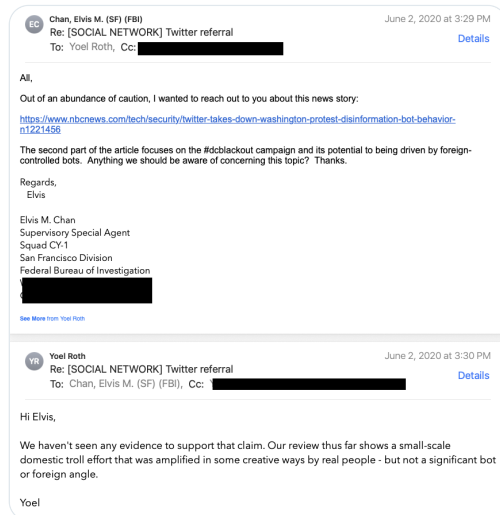 EC
Chan, Elvis M. (SF) (FBI)
June 2, 2020 at 3:29 PM
Re: [SOCIAL NETWORK] Twitter referral
Details
To: Yoel Roth, Cc:
All,
Out of an abundance of caution, I wanted to reach out to you about this news story:
https://www.nbcnews.com/tech/security/twitter-takes-down-washington-protest-disinformation-bot-behavior-
n1221456
The second part of the article focuses on the #dcblackout campaign and its potential to being driven by foreign-
controlled bots. Anything we should be aware of concerning this topic? Thanks.
Regards,
Elvis
Elvis M. Chan
Supervisory Special Agent
Squad CY-1
San Francisco Division
Federal Bureau of Investigation
See More from Yoel Roth
YR
Yoel Roth
June 2, 2020 at 3:30 PM
Re: [SOCIAL NETWORK] Twitter referral
Details
To: Chan, Elvis M. (SF) (FBI), Cc:
Hi Elvis,
We haven't seen any evidence to support that claim. Our review thus far shows a small-scale
domestic troll effort that was amplified in some creative ways by real people - but not a significant bot
or foreign angle.
Yoel